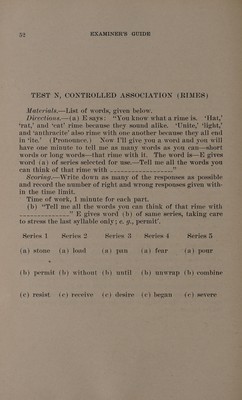 52 EXAMINER'S GUIDE
TEST N, CONTROLLED ASSOCIATION (RIMES)
Materials.—List of words, given below.
Directions.—(a) E says: "You know what a rime is. 'Hat,'
'rat,' and 'cat' rime because they sound alike. 'Unite,' 'light,'
and 'anthracite' also rime with one another because they all end
in 'ite.' (Pronounce.) Now I'll give you a word and you will
have one minute to tell me as many words as you can—short
words or long words—that rime with it. The word is—E gives
word (a) of series selected for use.—Tell me all the words you
can think of that rime with ________________"
Scoring.—Write down as many of the responses as possible
and record the number of right and wrong responses given with-
in the time limit.
Time of work, 1 minute for each part.
(b) "Tell me all the words you can think of that rime with
______________" E gives word (b) of same series, taking care
to stress the last syllable only; e. g., permit'.
Series 1 Series 2 Series 3 Series 4 Series 5
(a) stone (a) loud (a) pan (a) fear (a) pour
(b) permit (b) without (b) until (b) unwrap (b) combine
(c) resist (c) receive (c) desire (c) began (c) severe